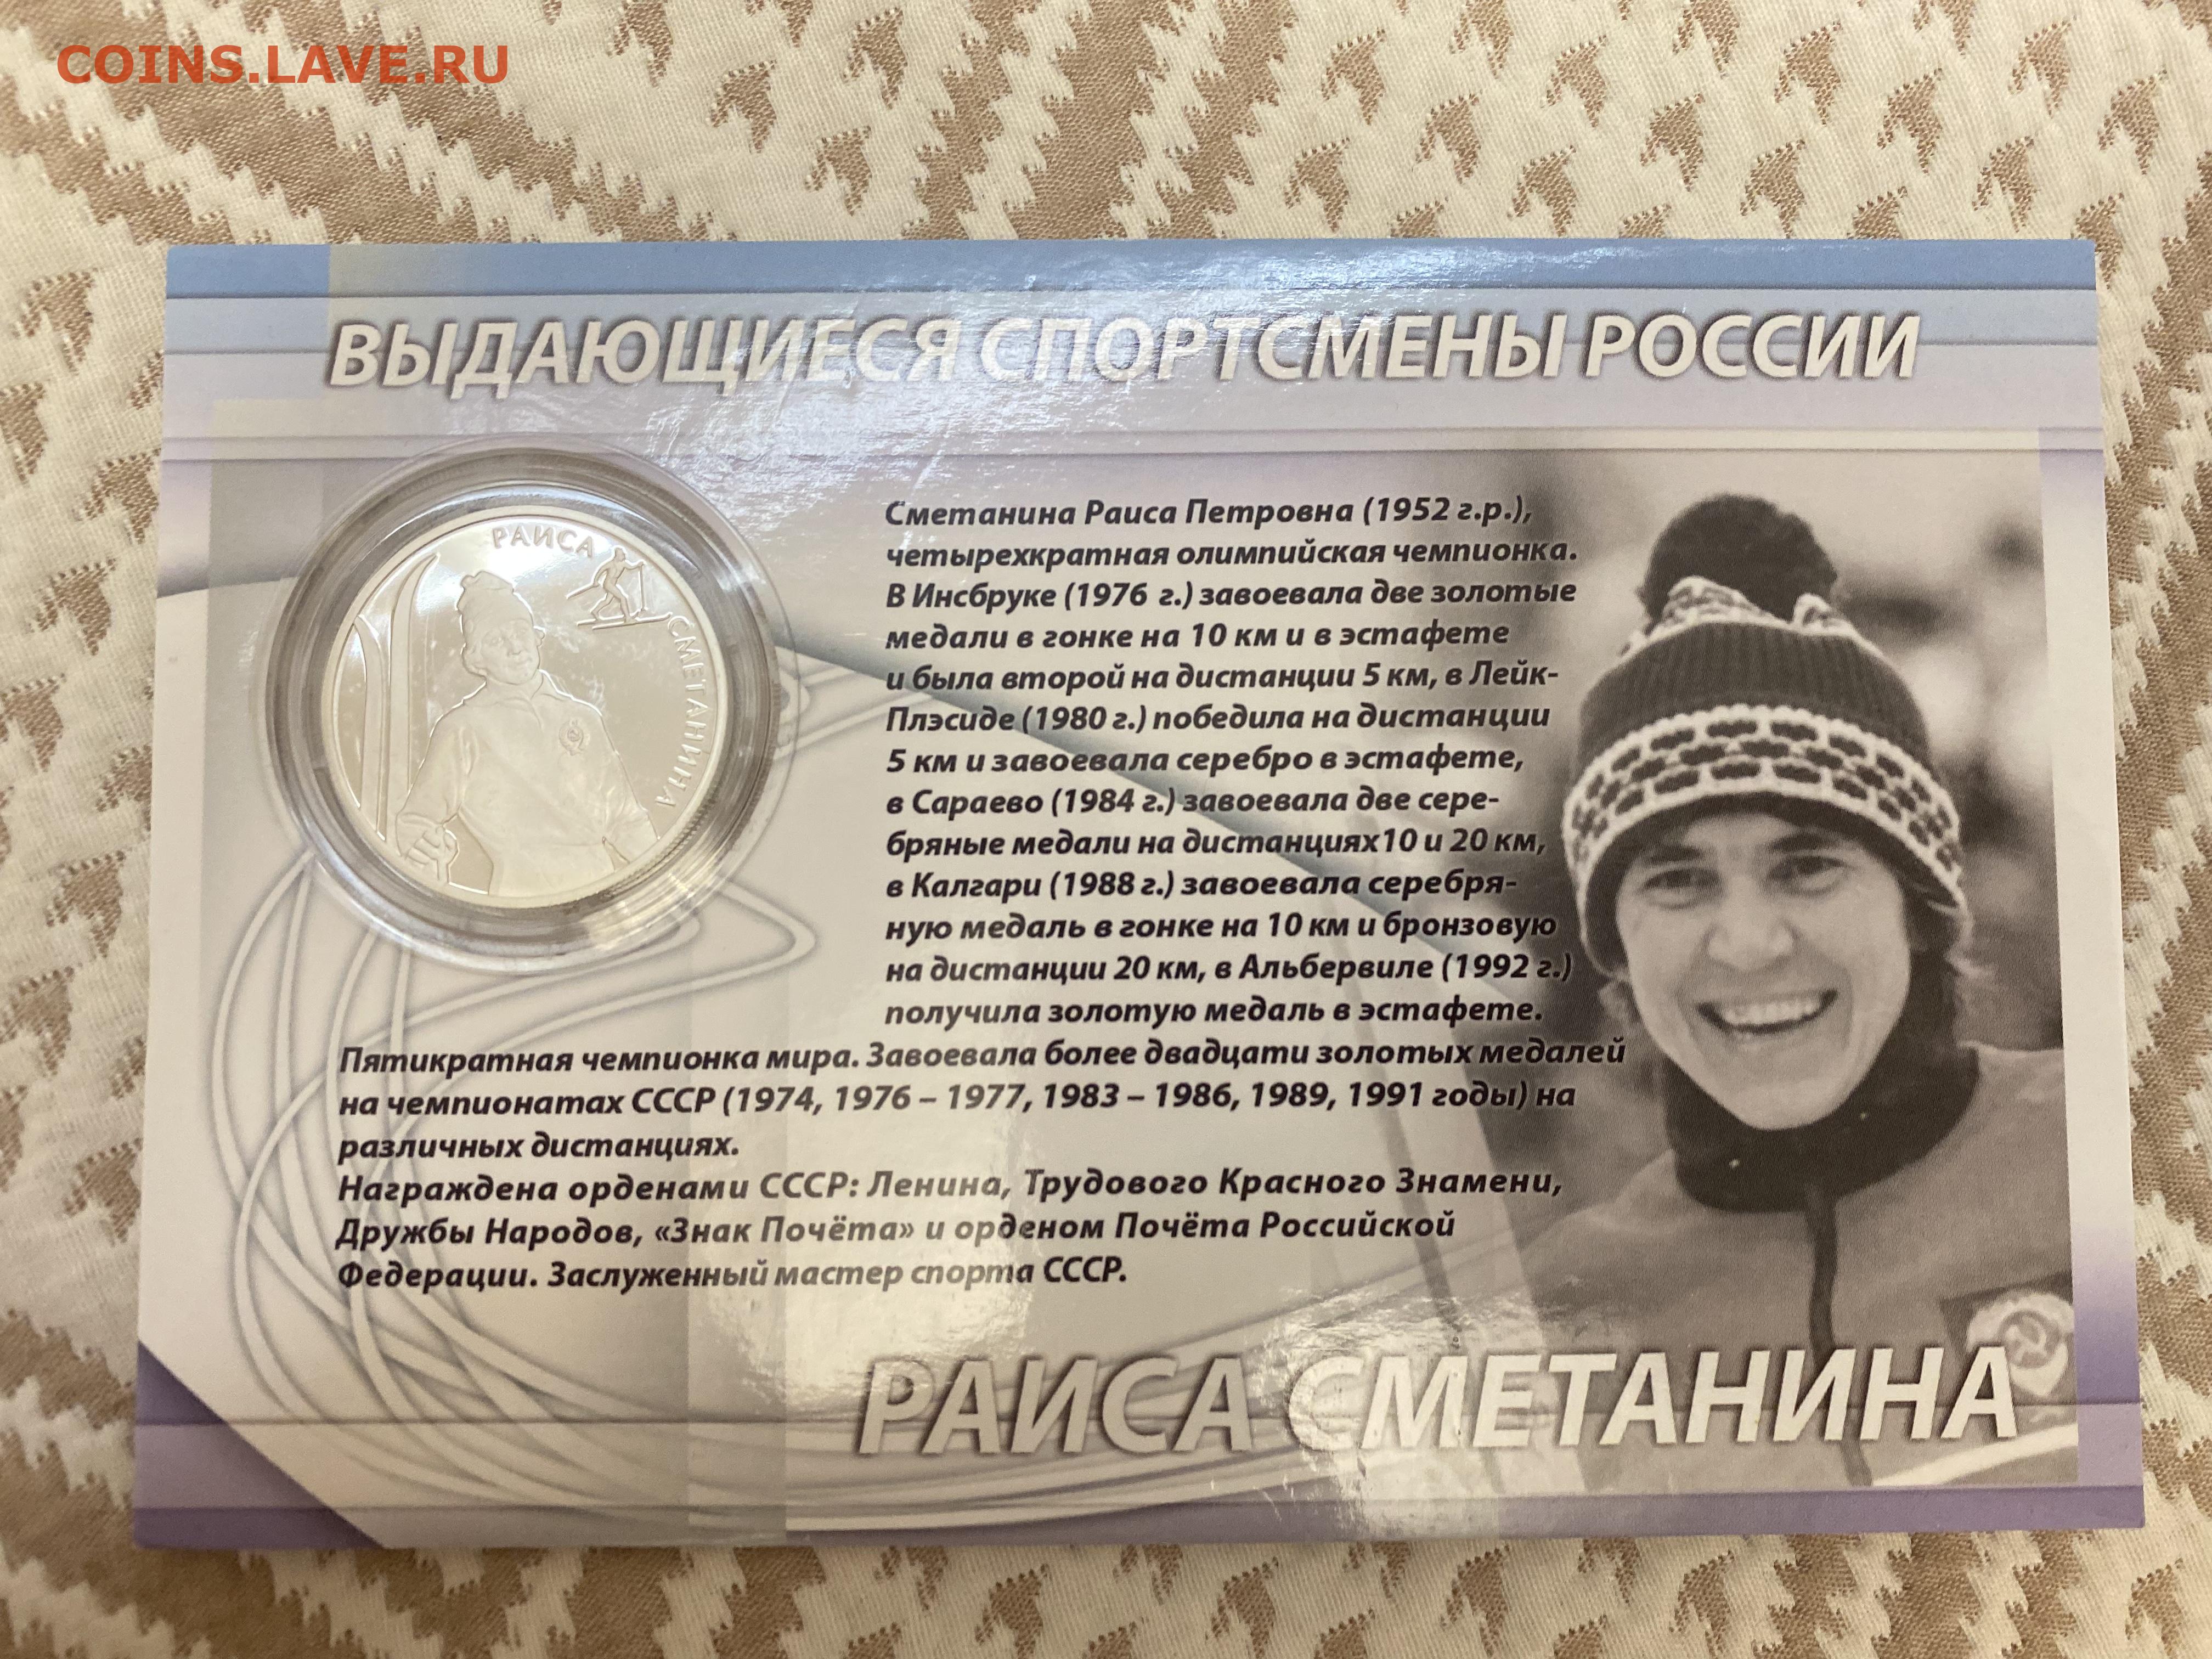 COINS.LAVE.RU
ВЫДАЮЩИЕСЯ СПОРТСМЕНЫ РОССИИ
РАИСА
СМЕТАНИНА
Сметанина Раиса Петровна (1952 г.р.),
четырехкратная олимпийская чемпионка.
В Инсбруке (1976 г.) завоевала две золотые
медали в гонке на 10 км и в эстафете
и была второй на дистанции 5 км, в Лейк-
Плэсиде (1980 г.) победила на дистанции
5 км и завоевала серебро в эстафете,
в Сараево (1984 г.) завоевала две сере-
бряные медали на дистанциях10 и 20 км,
в Калгари (1988 г.) завоевала серебря-
ную медаль в гонке на 10 км и бронзовую
на дистанции 20 км, в Альбервиле (1992 г.)
получила золотую медаль в эстафете.
Пятикратная чемпионка мира. Завоевала более двадцати золотых медалей
на чемпионатах СССР (1974, 1976 – 1977, 1983 – 1986, 1989, 1991 годы) на
различных дистанциях.
Награждена орденами СССР: Ленина, Трудового Красного Знамени,
Дружбы Народов, «Знак Почёта» и орденом Почёта Российской
Федерации. Заслуженный мастер спорта СССР.
РАИСА СМЕТАНИНА